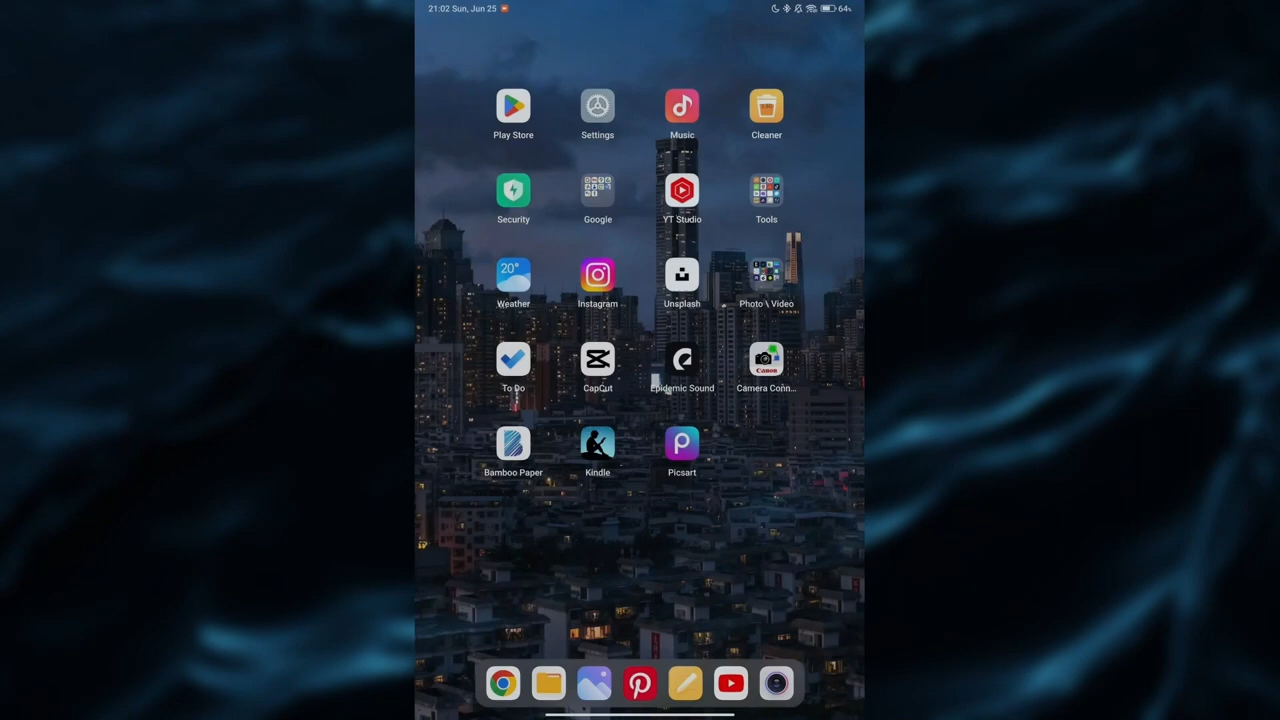 21:02 Sun, Jun 25
64%
Play Store
Settings
Music
Cleaner
Security
Google
YT Studio
Tools
20°
Weather
Instagram
Unsplash
Photo \ Video
Canon
To Do
CapCut
Epidemic Sound
Camera Conn...
Bamboo Paper
Kindle
Picsart